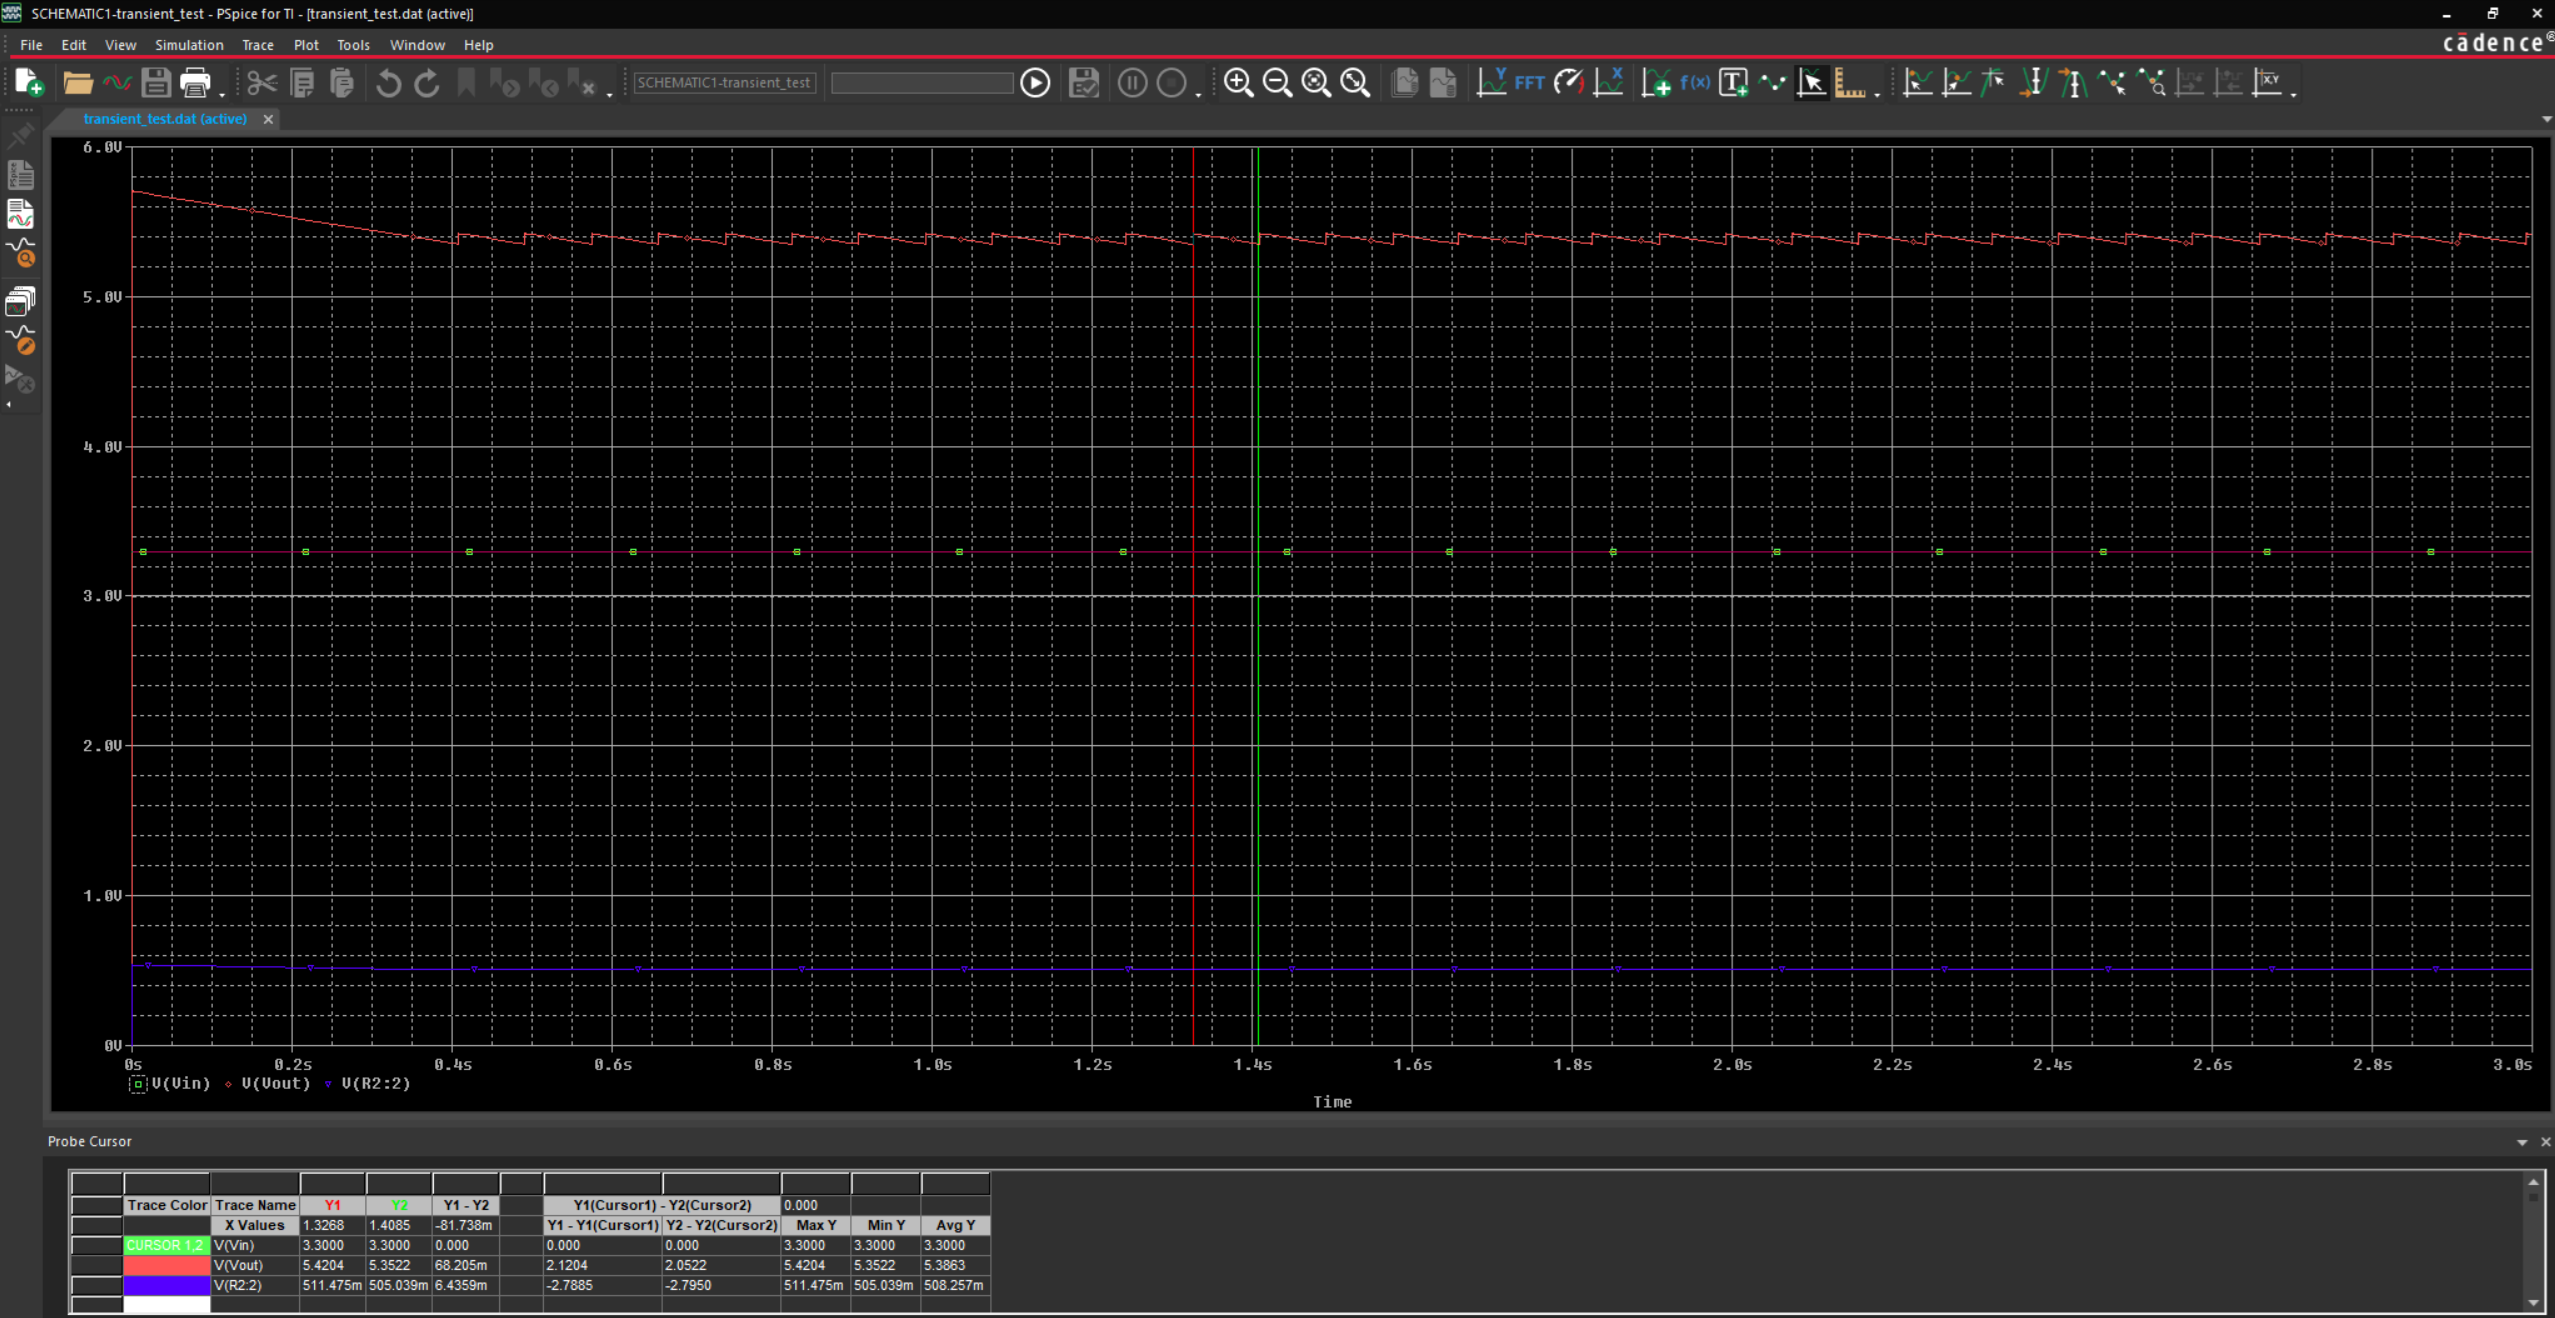 SCHEMATIC1-transient_test - PSpice for TI - [transient_test.dat (active)]
File Edit View Simulation Trace Plot Tools Window Help
cādence®
SCHEMATIC1-transient_test
Y FFT X f(x) T X,Y
transient_test.dat (active)
6.0V
5.0V
4.0V
3.0V
2.0V
1.0V
0V
0s 0.2s 0.4s 0.6s 0.8s 1.0s 1.2s 1.4s 1.6s 1.8s 2.0s 2.2s 2.4s 2.6s 2.8s 3.0s
V(Vin) V(Vout) V(R2:2)
Time
Probe Cursor
Trace Color Trace Name Y1 Y2 Y1 - Y2 Y1(Cursor1) - Y2(Cursor2) 0.000
X Values 1.3268 1.4085 -81.738m Y1 - Y1(Cursor1) Y2 - Y2(Cursor2) Max Y Min Y Avg Y
CURSOR 1,2 V(Vin) 3.3000 3.3000 0.000 0.000 0.000 3.3000 3.3000 3.3000
V(Vout) 5.4204 5.3522 68.205m 2.1204 2.0522 5.4204 5.3522 5.3863
V(R2:2) 511.475m 505.039m 6.4359m -2.7885 -2.7950 511.475m 505.039m 508.257m